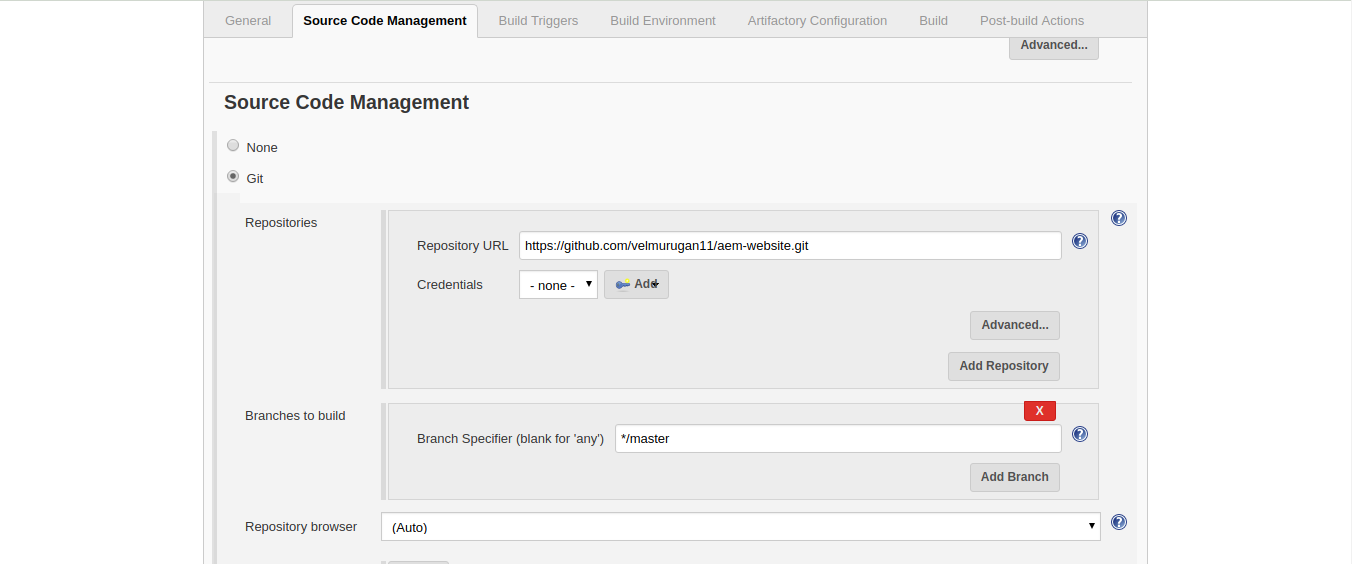 General Source Code Management Build Triggers Build Environment Artifactory Configuration Build Post-build Actions
Advanced...
Source Code Management
None
Git
Repositories
Repository URL https://github.com/velmurugan11/aem-website.git
Credentials - none - Add
Advanced...
Add Repository
Branches to build
X
Branch Specifier (blank for 'any') */master
Add Branch
Repository browser (Auto)